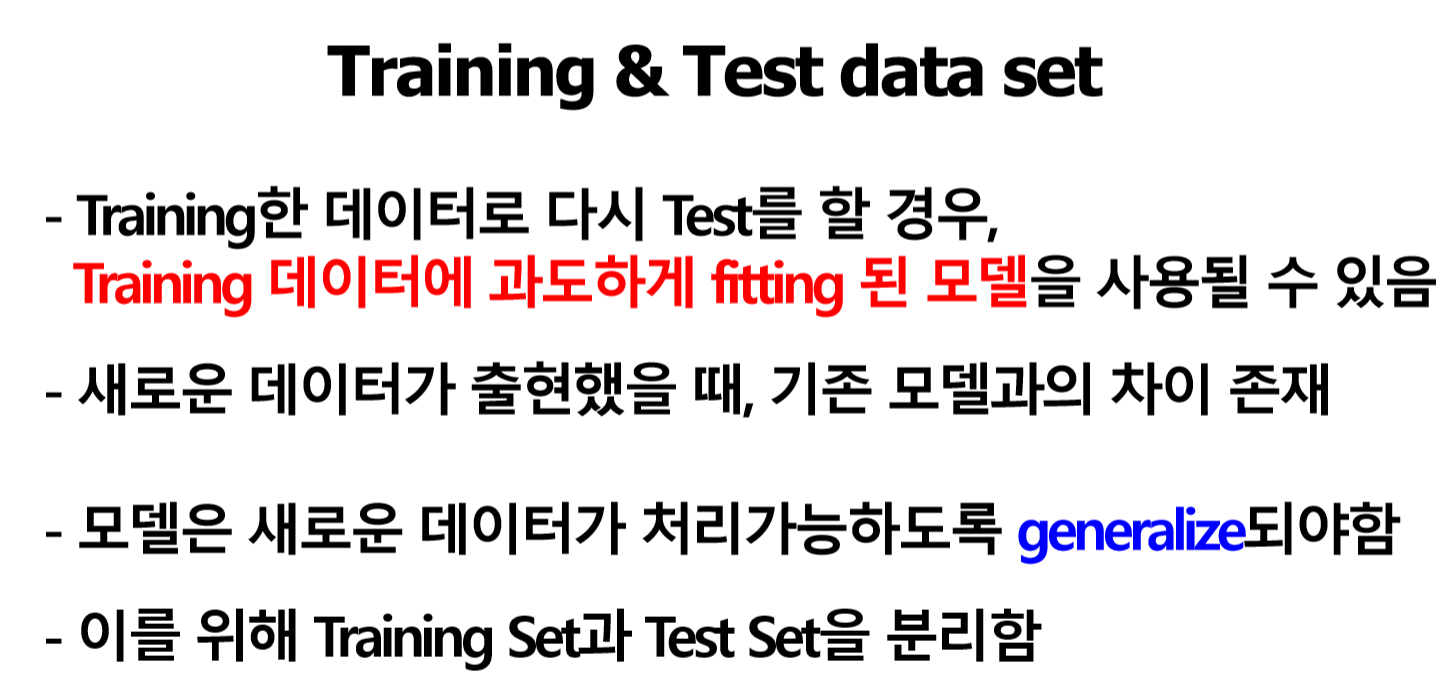 Training & Test data set
- Training한 데이터로 다시 Test를 할 경우,
Training 데이터에 과도하게 fitting 된 모델을 사용될 수 있음
- 새로운 데이터가 출현했을 때, 기존 모델과의 차이 존재
- 모델은 새로운 데이터가 처리가능하도록 generalize되야함
- 이를 위해 Training Set과 Test Set을 분리함